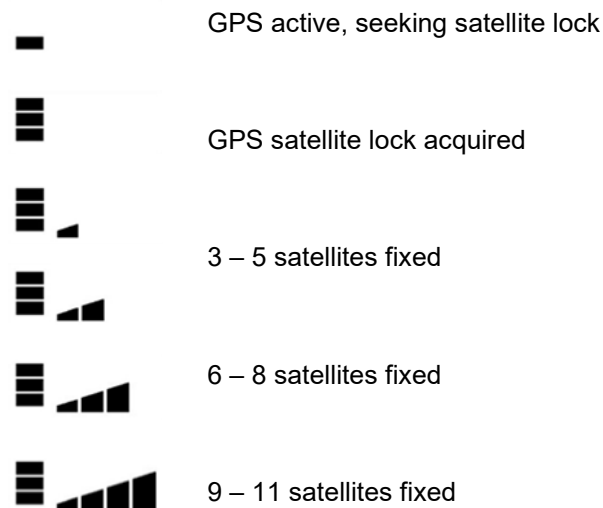 GPS active, seeking satellite lock
GPS satellite lock acquired
3 – 5 satellites fixed
6 – 8 satellites fixed
9 – 11 satellites fixed